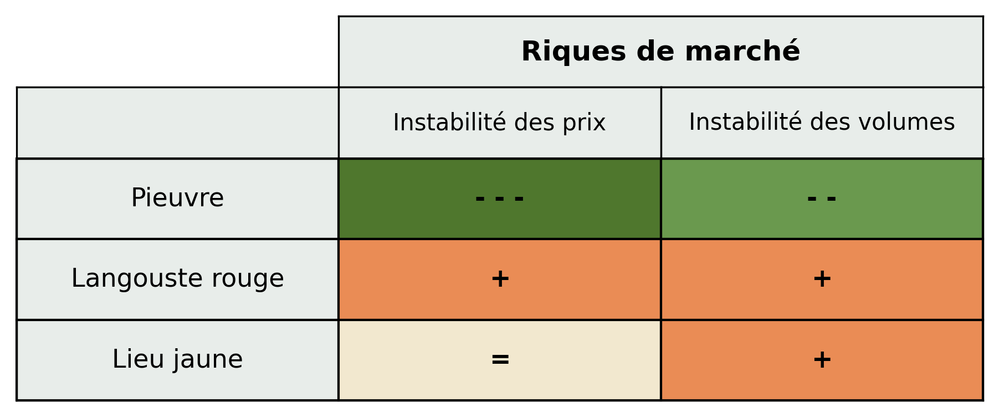 Riques de marché
Instabilité des prix Instabilité des volumes
Pieuvre - - - - -
Langouste rouge + +
Lieu jaune = +